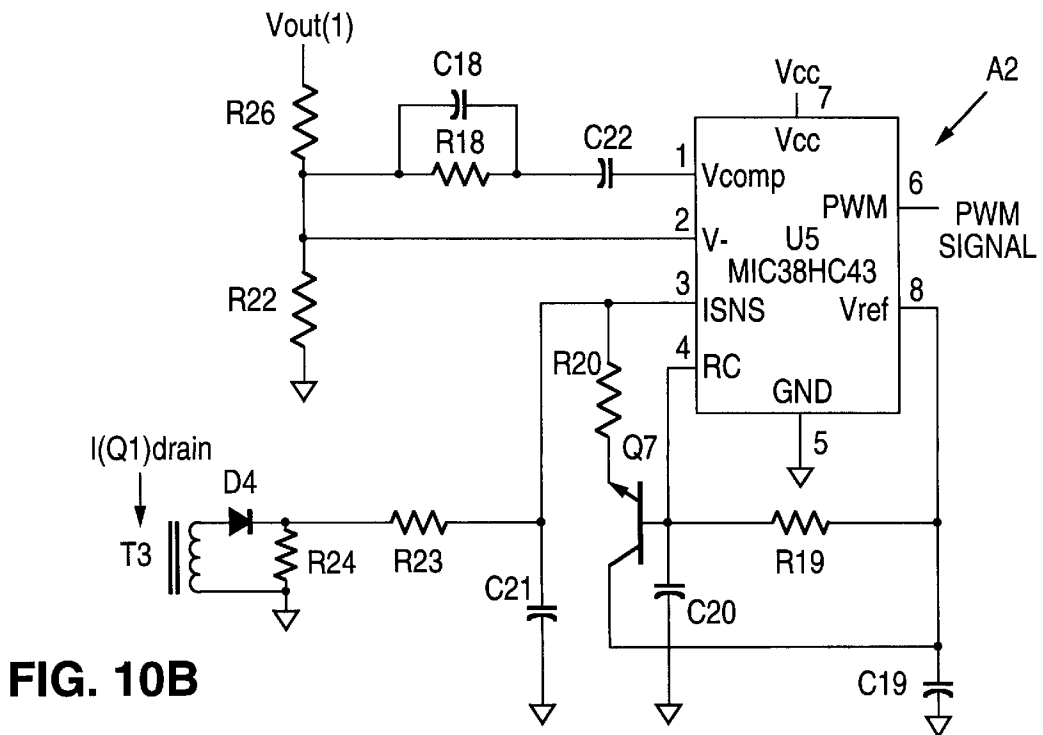 Vout(1)
C18
Vcc
A2
R26
7
R18
C22
Vcc
1
Vcomp
6
PWM
PWM
SIGNAL
2
V-
U5
MIC38HC43
R22
3
ISNS
8
Vref
4
RC
R20
GND
5
I(Q1)drain
Q7
D4
T3
R24
R23
R19
C21
C20
C19
FIG. 10B